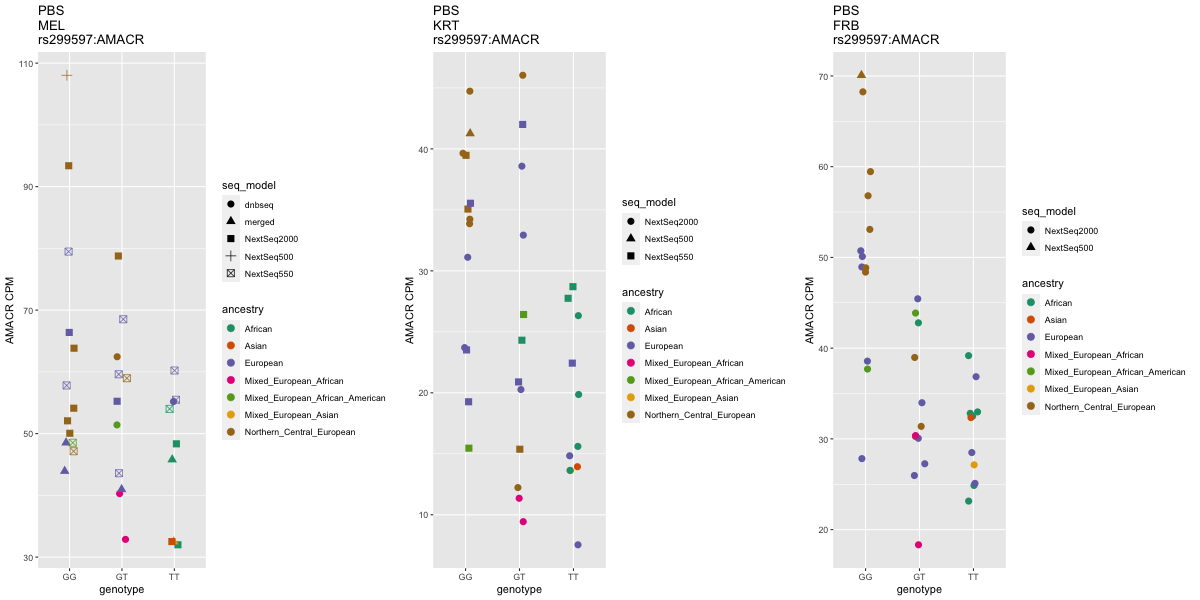 PBS
MEL
rs299597:AMACR
110
90
70
50
30
AMACR CPM
GG
GT
TT
genotype
seq_model
dnbseq
merged
NextSeq2000
NextSeq500
NextSeq550
ancestry
African
Asian
European
Mixed_European_African
Mixed_European_African_American
Mixed_European_Asian
Northern_Central_European
PBS
KRT
rs299597:AMACR
40
30
20
10
AMACR CPM
GG
GT
TT
genotype
seq_model
NextSeq2000
NextSeq500
NextSeq550
ancestry
African
Asian
European
Mixed_European_African
Mixed_European_African_American
Mixed_European_Asian
Northern_Central_European
PBS
FRB
rs299597:AMACR
70
60
50
40
30
20
AMACR CPM
GG
GT
TT
genotype
seq_model
NextSeq2000
NextSeq500
ancestry
African
Asian
European
Mixed_European_African
Mixed_European_African_American
Mixed_European_Asian
Northern_Central_European